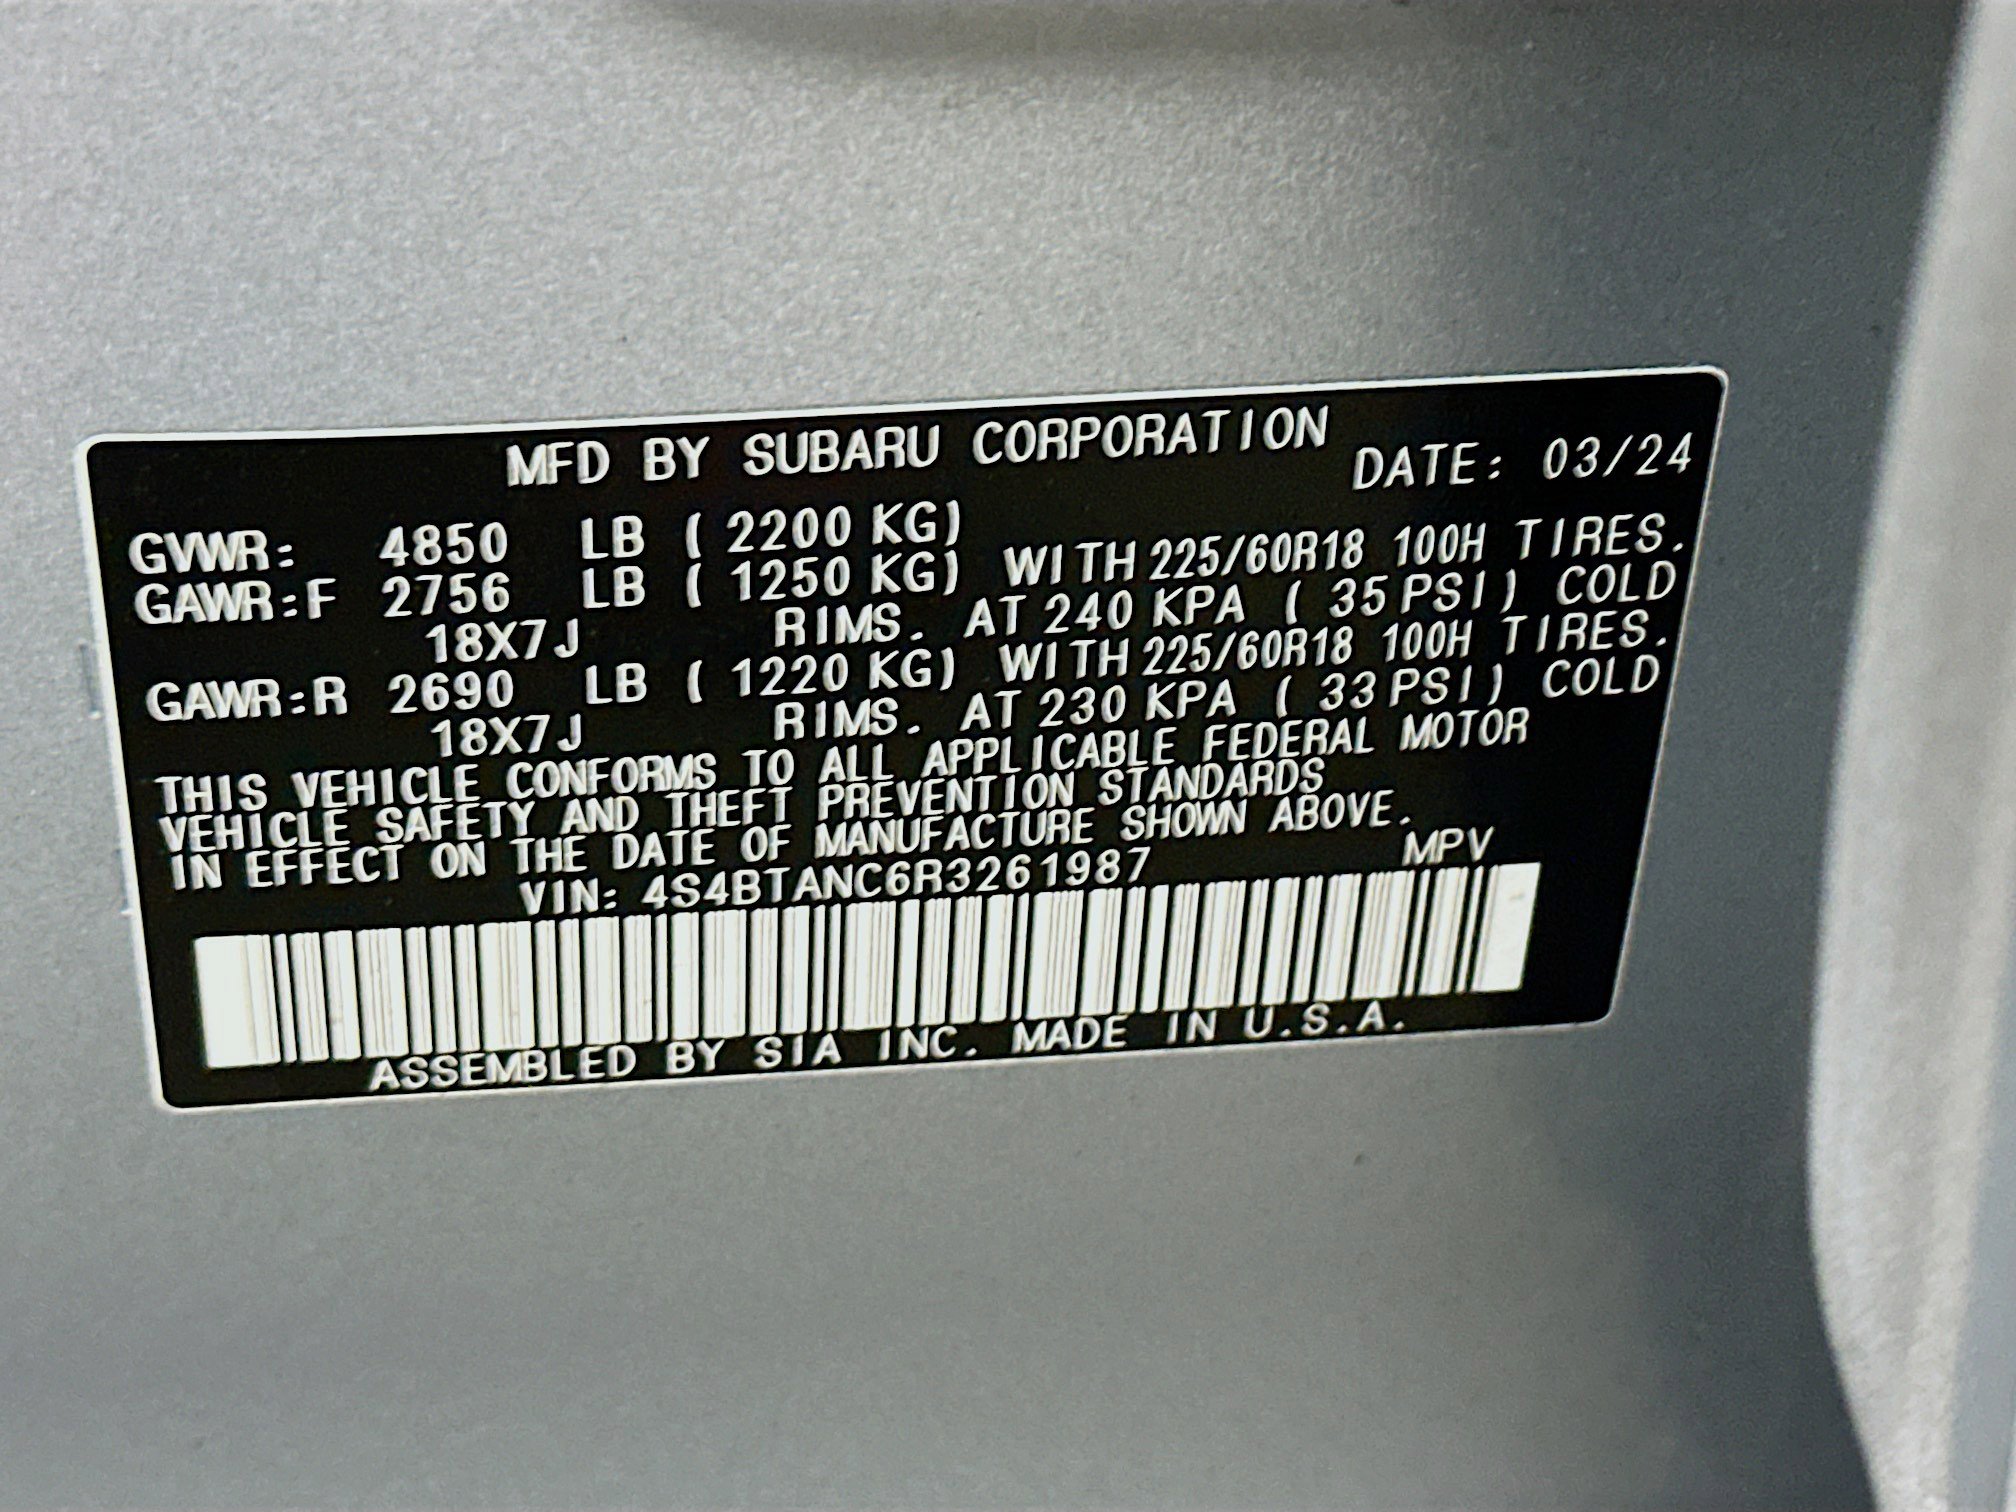 MFD BY SUBARU CORPORATION DATE: 03/24
GVWR: 4850 LB ( 2200 KG)
GAWR:F 2756 LB ( 1250 KG) WITH 225/60R18 100H TIRES.
18X7J RIMS. AT 240 KPA ( 35PSI) COLD
GAWR:R 2690 LB ( 1220 KG) WITH 225/60R18 100H TIRES.
18X7J RIMS. AT 230 KPA ( 33PSI) COLD
THIS VEHICLE CONFORMS TO ALL APPLICABLE FEDERAL MOTOR
VEHICLE SAFETY AND THEFT PREVENTION STANDARDS
IN EFFECT ON THE DATE OF MANUFACTURE SHOWN ABOVE.
VIN: 4S4BTANC6R3261987 MPV
ASSEMBLED BY SIA INC. MADE IN U.S.A.